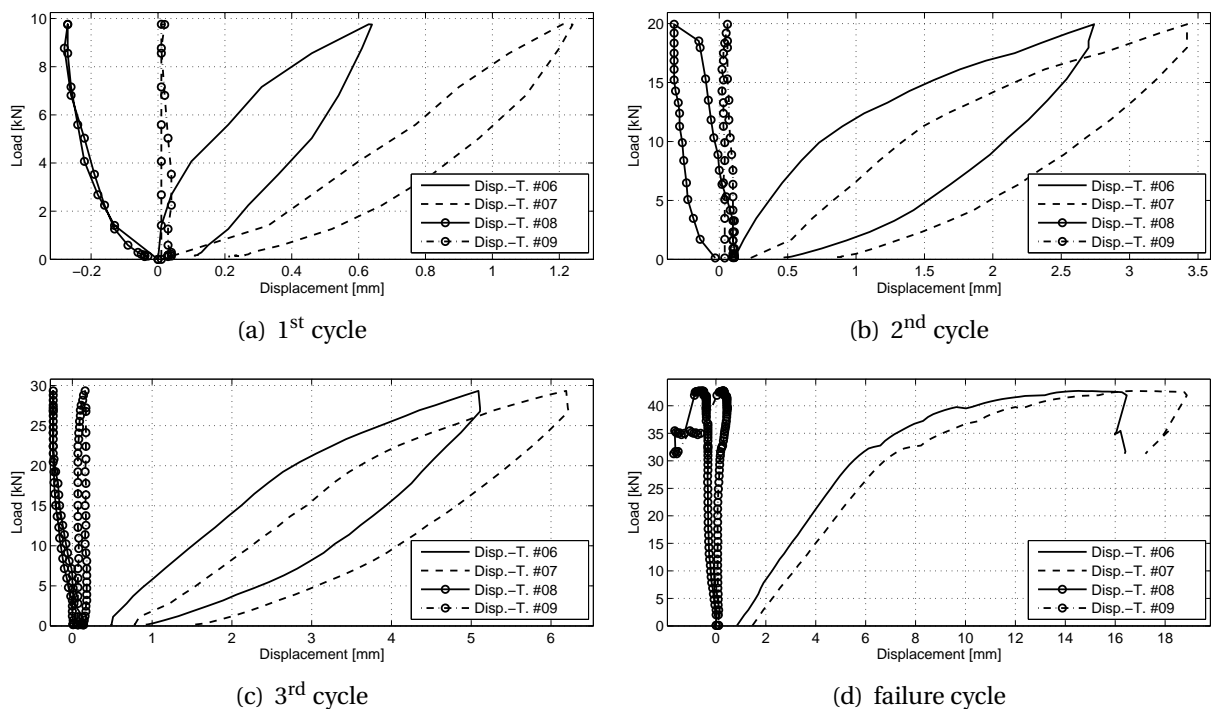 10
8
6
4
2
0
Load [kN]
−0.2 0 0.2 0.4 0.6 0.8 1 1.2
Displacement [mm]
Disp.−T. #06
Disp.−T. #07
Disp.−T. #08
Disp.−T. #09
(a) 1st cycle
20
15
10
5
0
Load [kN]
0 0.5 1 1.5 2 2.5 3 3.5
Displacement [mm]
Disp.−T. #06
Disp.−T. #07
Disp.−T. #08
Disp.−T. #09
(b) 2nd cycle
30
25
20
15
10
5
0
Load [kN]
0 1 2 3 4 5 6
Displacement [mm]
Disp.−T. #06
Disp.−T. #07
Disp.−T. #08
Disp.−T. #09
(c) 3rd cycle
40
35
30
25
20
15
10
5
0
Load [kN]
0 2 4 6 8 10 12 14 16 18
Displacement [mm]
Disp.−T. #06
Disp.−T. #07
Disp.−T. #08
Disp.−T. #09
(d) failure cycle